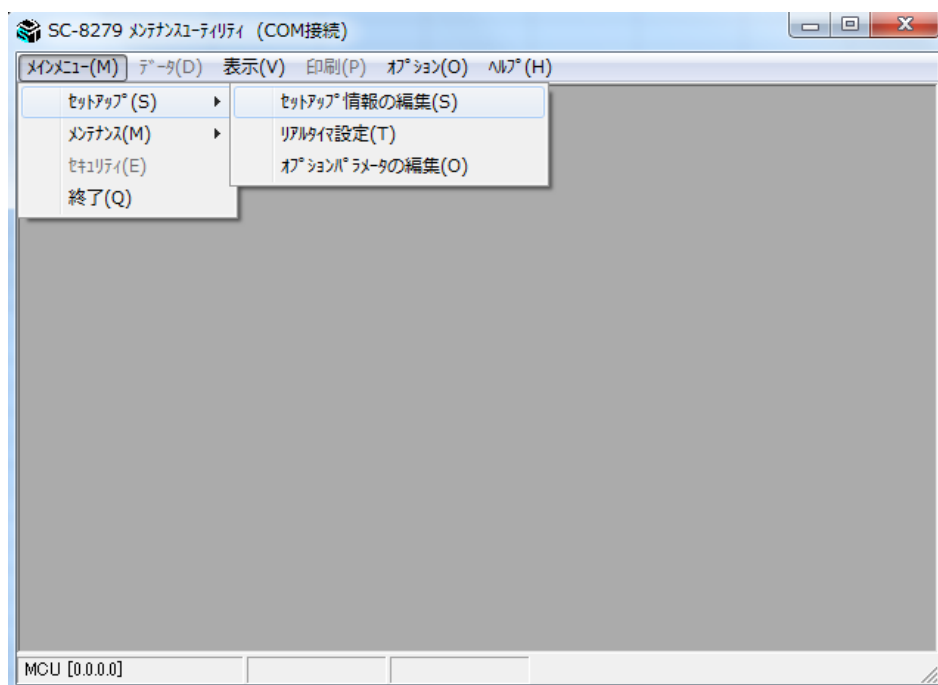 SC-8279 ﾒﾝﾃﾅﾝｽﾕｰﾃｨﾘﾃｨ (COM接続)
ﾒｲﾝﾒﾆｭｰ(M) ﾃﾞｰﾀ(D) 表示(V) 印刷(P) ｵﾌﾟｼｮﾝ(O) ﾍﾙﾌﾟ(H)
ｾｯﾄｱｯﾌﾟ(S)
ﾒﾝﾃﾅﾝｽ(M)
ｾｷｭﾘﾃｨ(E)
終了(Q)
ｾｯﾄｱｯﾌﾟ情報の編集(S)
ﾘｱﾙﾀｲﾏ設定(T)
ｵﾌﾟｼｮﾝﾊﾟﾗﾒｰﾀの編集(O)
MCU [0.0.0.0]